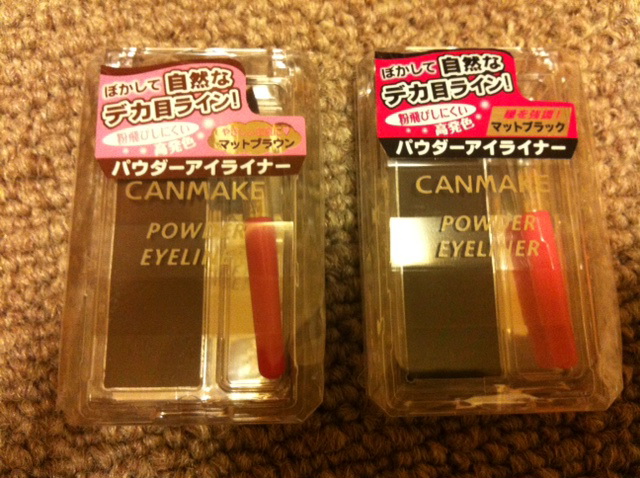 ぼかして自然な
デカ目ライン!
粉飛びしにくい
高発色
マットブラウン
パウダーアイライナー
CANMAKE
POWDER
EYELINER
ぼかして自然な
デカ目ライン!
粉飛びしにくい
高発色
瞳を強調!
マットブラック
パウダーアイライナー
CANMAKE
POWDER
EYELINER